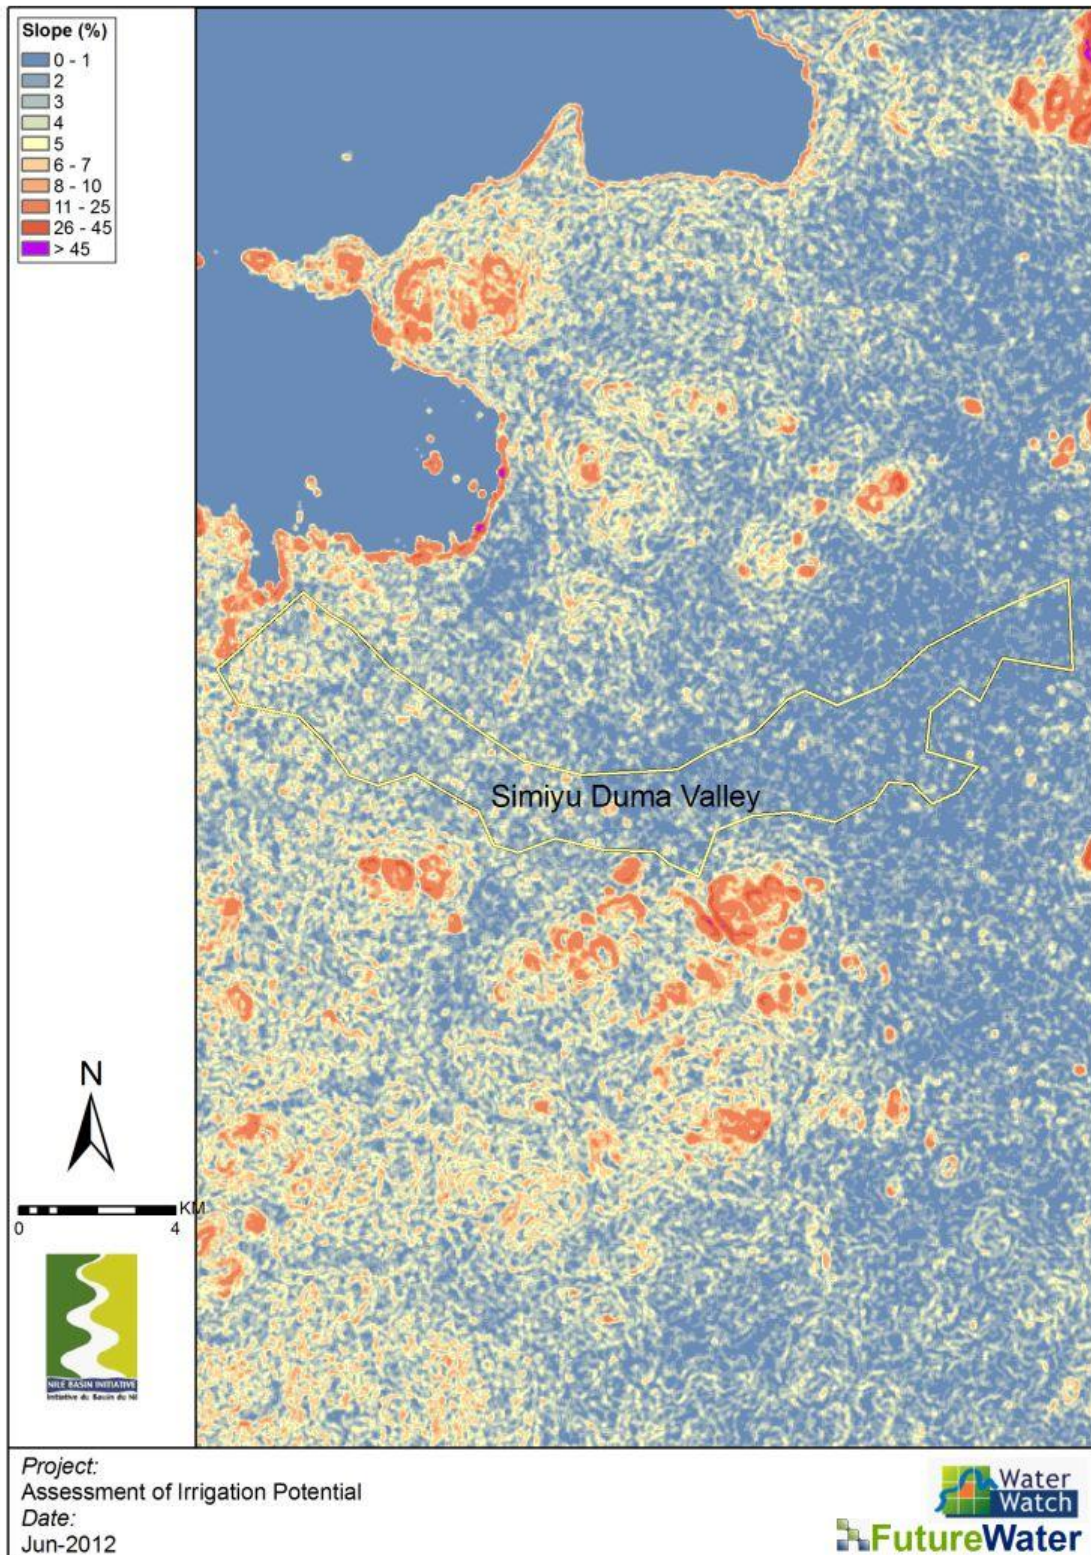 Slope (%)
0 - 1
2
3
4
5
6 - 7
8 - 10
11 - 25
26 - 45
> 45
Simiyu Duma Valley
N
KM
0 4
NILE BASIN INITIATIVE
Initiative du Bassin du Nil
Project:
Assessment of Irrigation Potential
Date:
Jun-2012
Water
Watch
FutureWater